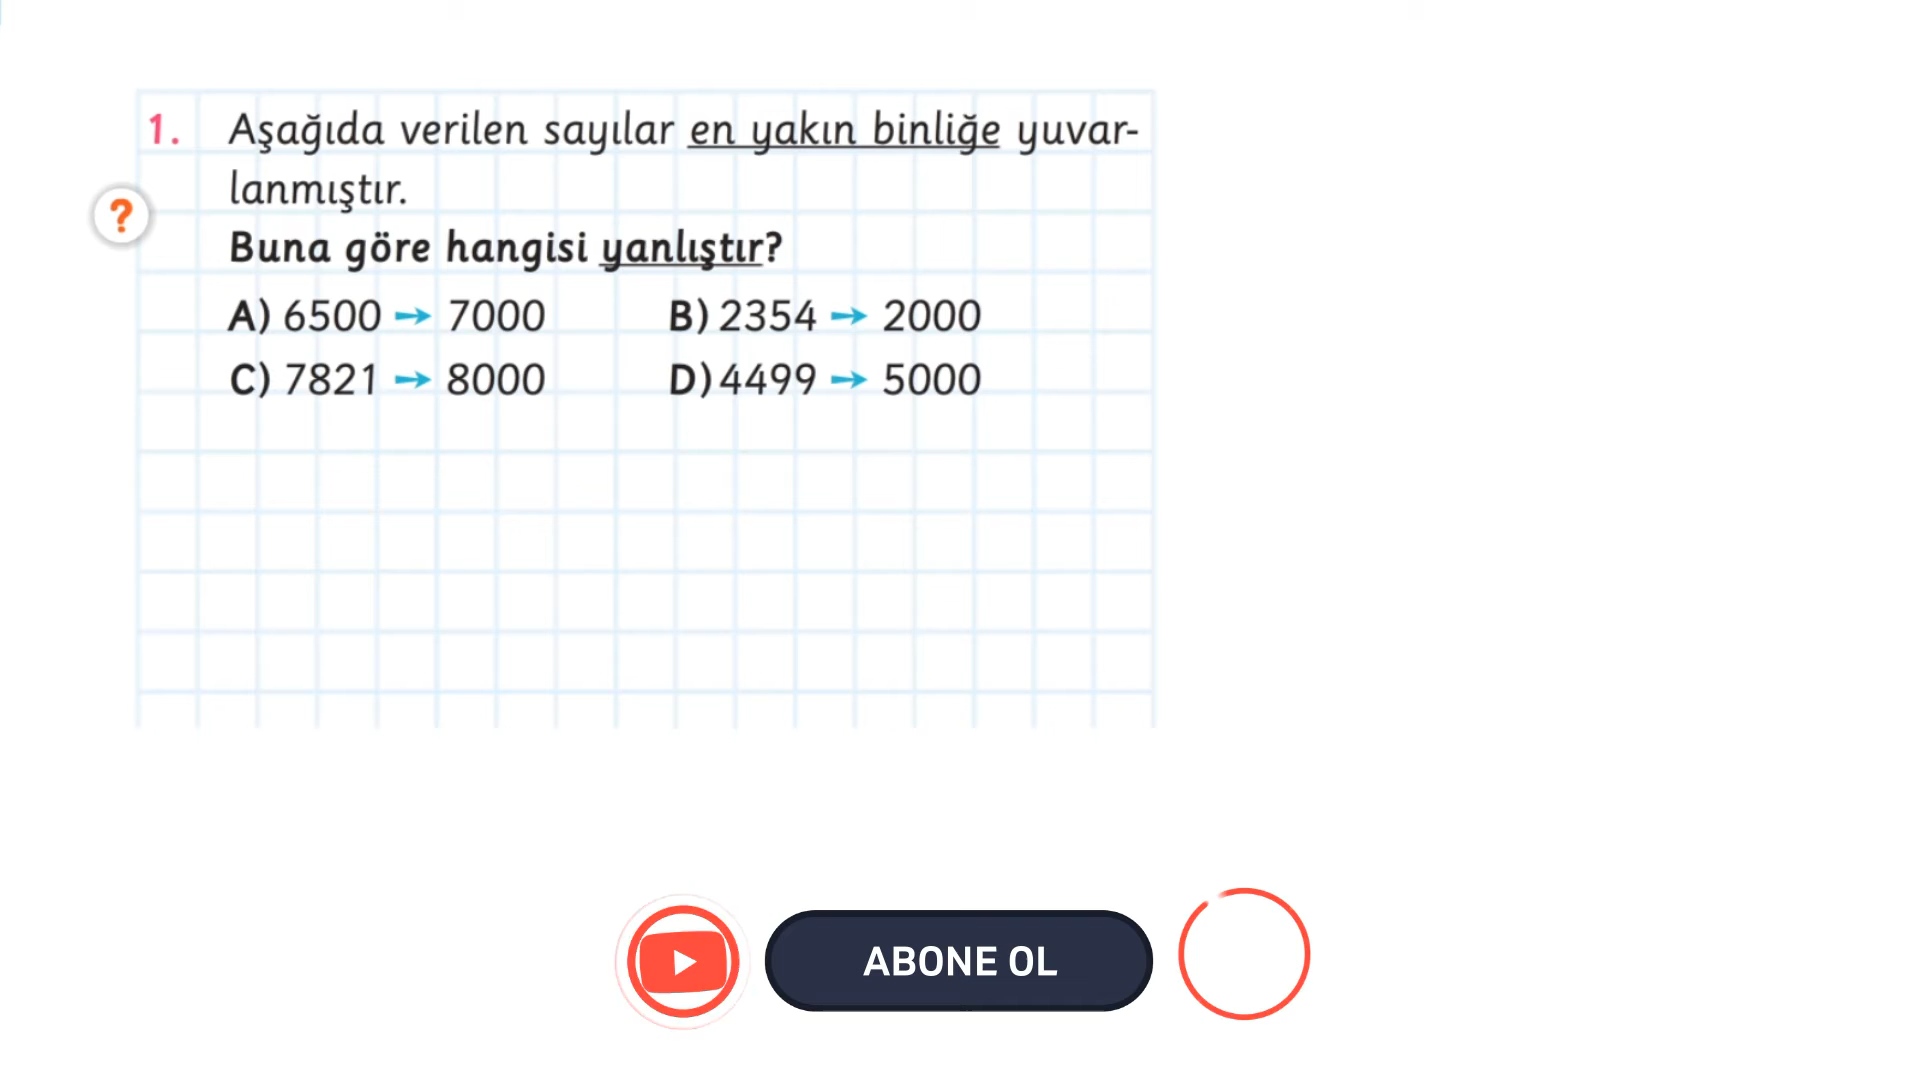 1. Aşağıda verilen sayılar en yakın binliğe yuvar-
lanmıştır.
?
Buna göre hangisi yanlıştır?
A) 6500 → 7000 B) 2354 → 2000
C) 7821 → 8000 D) 4499 → 5000
ABONE OL